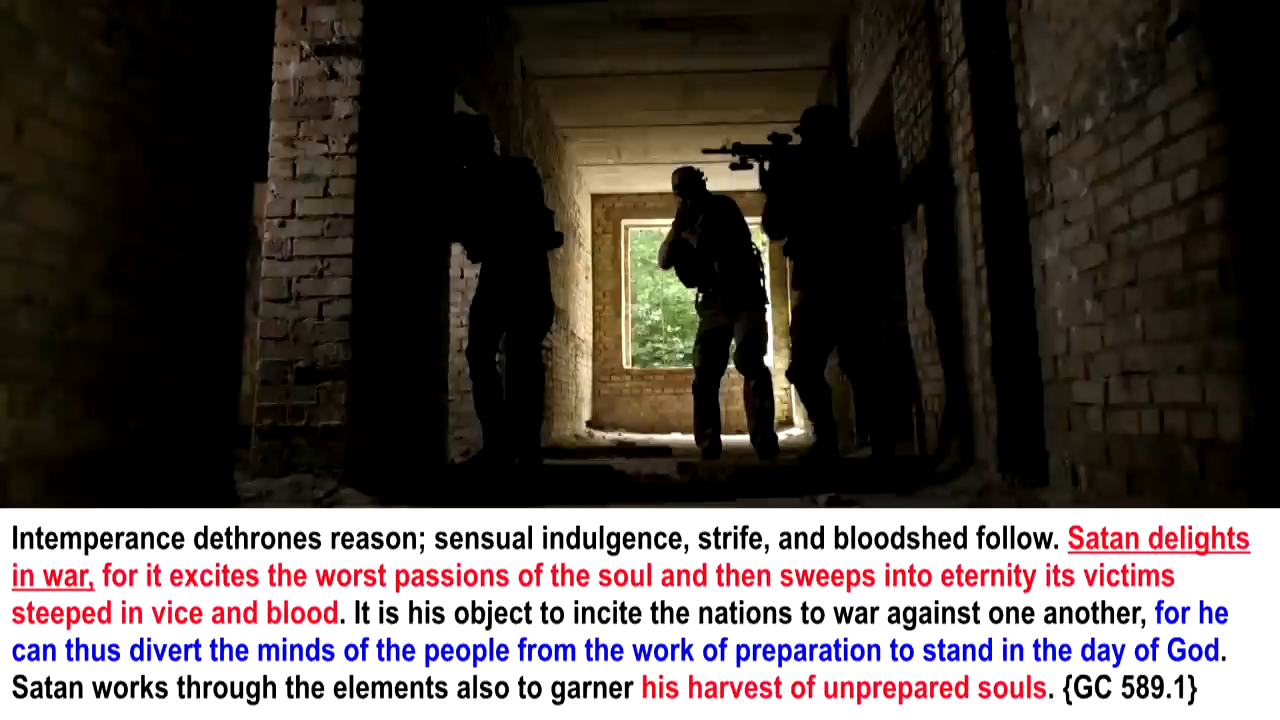 Intemperance dethrones reason; sensual indulgence, strife, and bloodshed follow. Satan delights
in war, for it excites the worst passions of the soul and then sweeps into eternity its victims
steeped in vice and blood. It is his object to incite the nations to war against one another, for he
can thus divert the minds of the people from the work of preparation to stand in the day of God.
Satan works through the elements also to garner his harvest of unprepared souls. {GC 589.1}